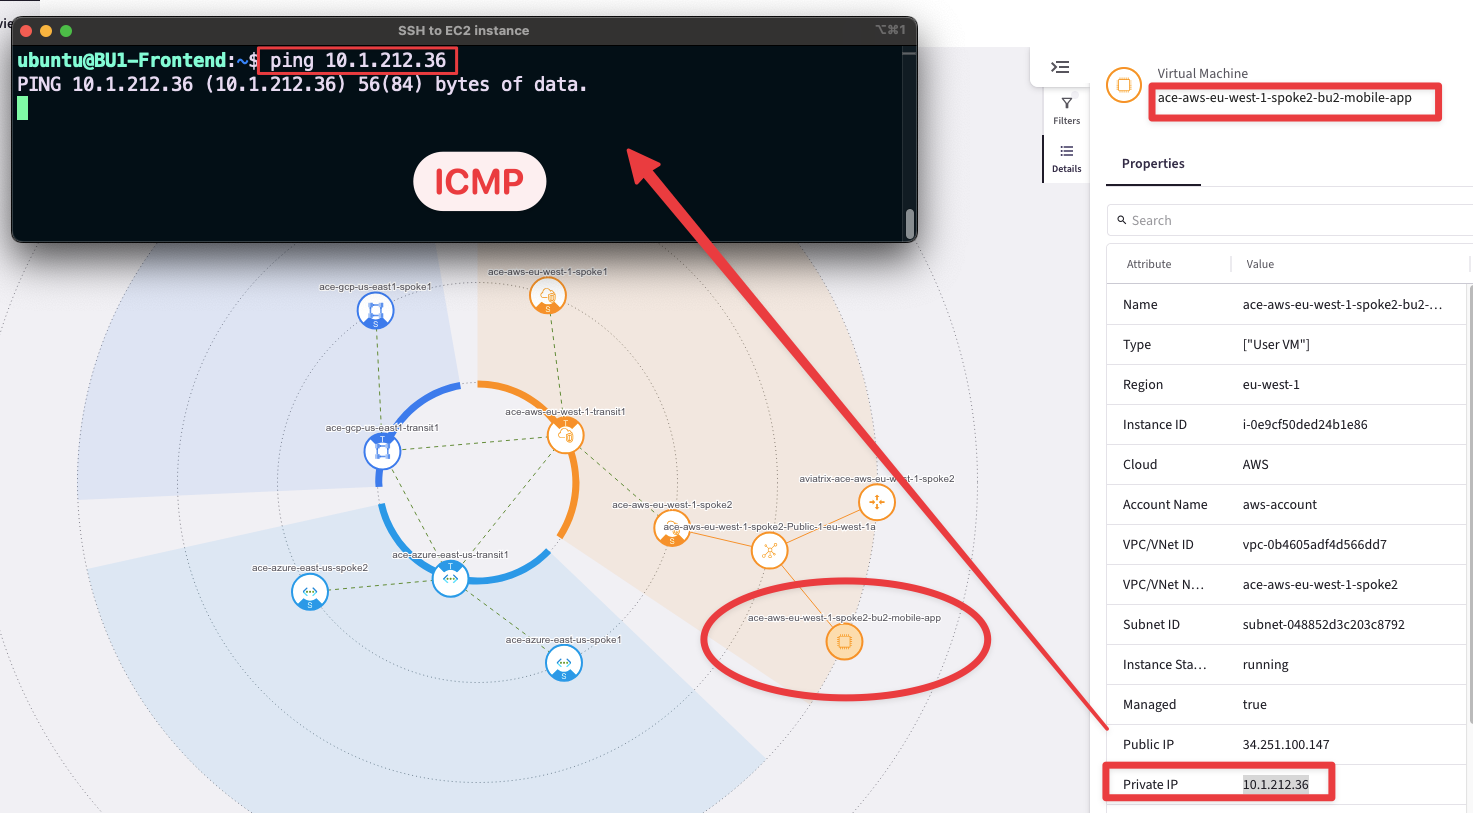 SSH to EC2 instance
⌥⌘1
ubuntu@BU1-Frontend:~$ ping 10.1.212.36
PING 10.1.212.36 (10.1.212.36) 56(84) bytes of data.
ICMP
Filters
Details
Virtual Machine
ace-aws-eu-west-1-spoke2-bu2-mobile-app
Properties
Search
Attribute Value
Name ace-aws-eu-west-1-spoke2-bu2-...
Type ["User VM"]
Region eu-west-1
Instance ID i-0e9cf50ded24b1e86
Cloud AWS
Account Name aws-account
VPC/VNet ID vpc-0b4605adf4d566dd7
VPC/VNet N... ace-aws-eu-west-1-spoke2
Subnet ID subnet-048852d3c203c8792
Instance Sta... running
Managed true
Public IP 34.251.100.147
Private IP 10.1.212.36
ace-aws-eu-west-1-spoke1
S
ace-gcp-us-east1-spoke1
S
ace-aws-eu-west-1-transit1
T
ace-gcp-us-east1-transit1
T
aviatrix-ace-aws-eu-west-1-spoke2
ace-aws-eu-west-1-spoke2
S
ace-aws-eu-west-1-spoke2-Public-1-eu-west-1a
ace-azure-east-us-transit1
T
ace-azure-east-us-spoke2
S
ace-aws-eu-west-1-spoke2-bu2-mobile-app
ace-azure-east-us-spoke1
S